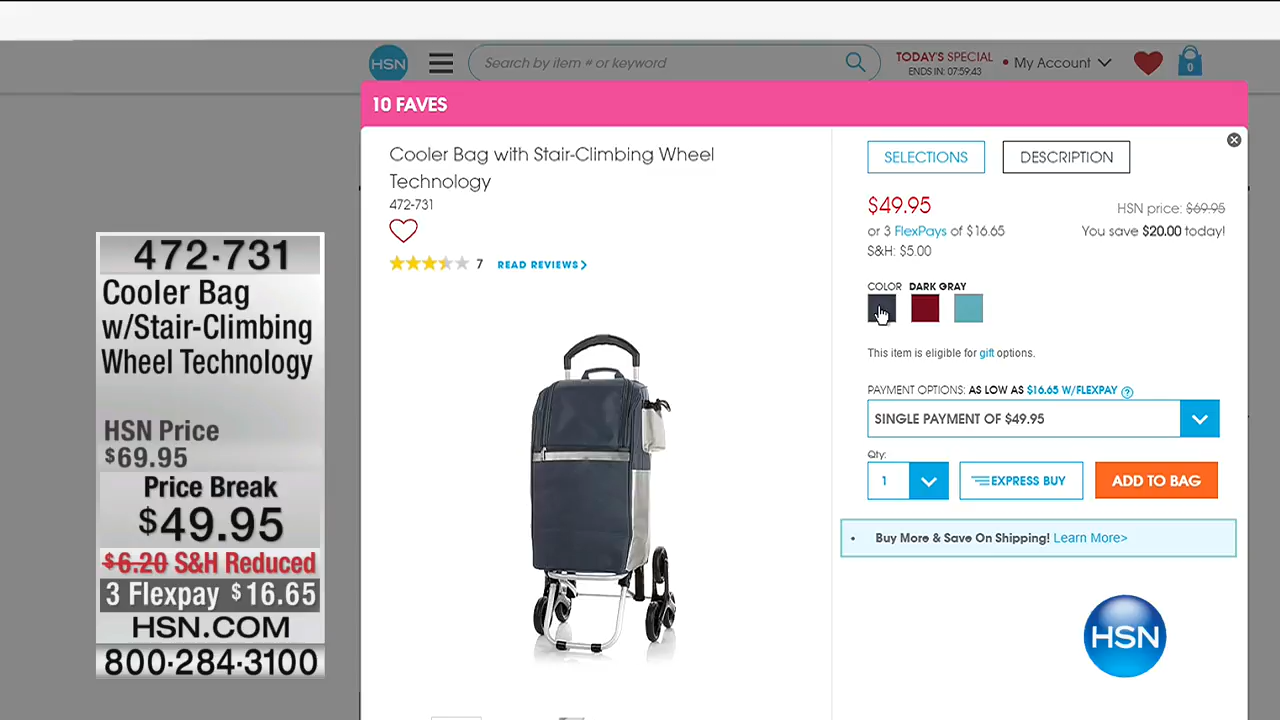 HSN
Search by item # or keyword
TODAY'S SPECIAL
ENDS IN: 07:59:43
My Account
0
10 FAVES
Cooler Bag with Stair-Climbing Wheel
Technology
472-731
7 READ REVIEWS
SELECTIONS
DESCRIPTION
$49.95
HSN price: $69.95
or 3 FlexPays of $16.65
You save $20.00 today!
S&H: $5.00
COLOR DARK GRAY
This item is eligible for gift options.
PAYMENT OPTIONS: AS LOW AS $16.65 W/FLEXPAY ?
SINGLE PAYMENT OF $49.95
Qty:
1
EXPRESS BUY
ADD TO BAG
• Buy More & Save On Shipping! Learn More>
HSN
472·731
Cooler Bag
w/Stair-Climbing
Wheel Technology
HSN Price
$69.95
Price Break
$49.95
$6.20 S&H Reduced
3 Flexpay $16.65
HSN.COM
800·284·3100